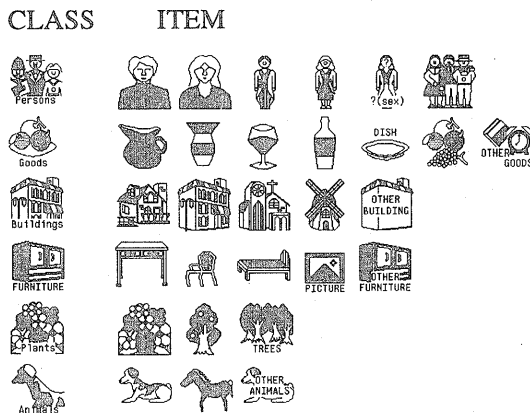 CLASS ITEM
Persons
?(sex)
Goods
DISH
OTHER
GOODS
Buildings
OTHER
BUILDING
FURNITURE
PICTURE
OTHER
FURNITURE
Plants
TREES
Animals
OTHER
ANIMALS